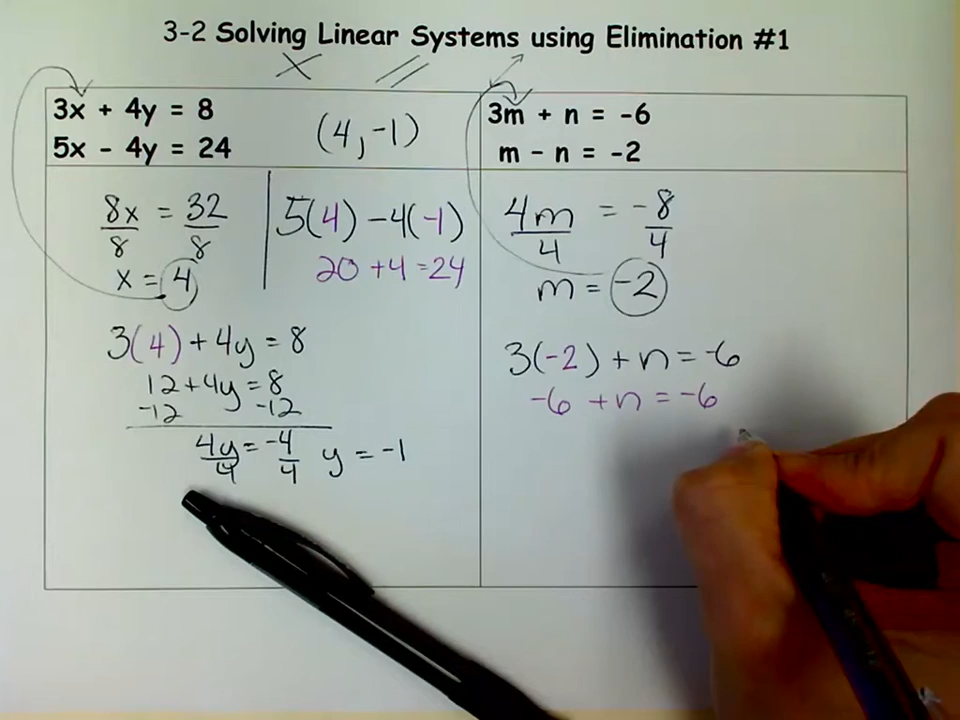 3-2 Solving Linear Systems using Elimination #1
3x + 4y = 8
5x - 4y = 24
(4, -1)
8x = 32
8 8
x = 4
5(4) - 4(-1)
20 + 4 = 24
3(4) + 4y = 8
12 + 4y = 8
-12 -12
4y = -4
4 4
y = -1
3m + n = -6
m - n = -2
4m = -8
4 4
m = -2
3(-2) + n = -6
-6 + n = -6